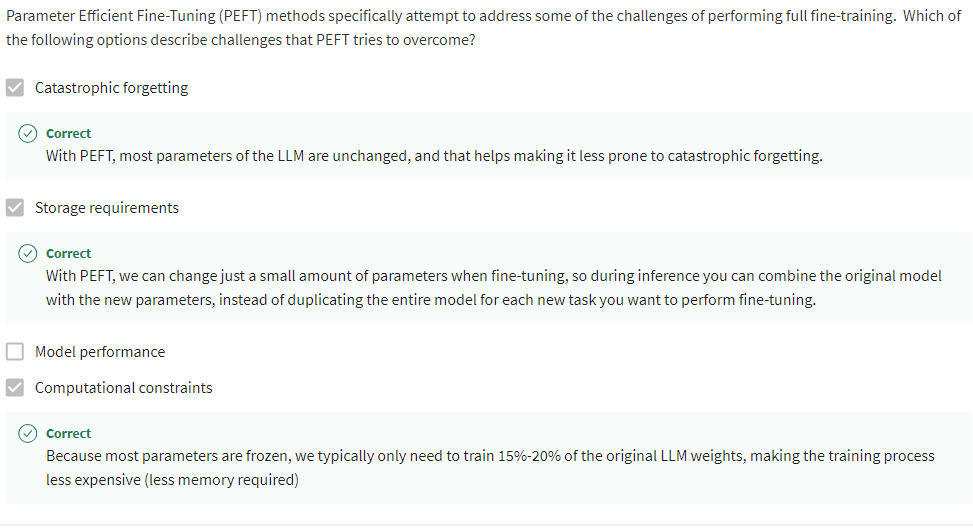 Parameter Efficient Fine-Tuning (PEFT) methods specifically attempt to address some of the challenges of performing full fine-training. Which of
the following options describe challenges that PEFT tries to overcome?
Catastrophic forgetting
Correct
With PEFT, most parameters of the LLM are unchanged, and that helps making it less prone to catastrophic forgetting.
Storage requirements
Correct
With PEFT, we can change just a small amount of parameters when fine-tuning, so during inference you can combine the original model
with the new parameters, instead of duplicating the entire model for each new task you want to perform fine-tuning.
Model performance
Computational constraints
Correct
Because most parameters are frozen, we typically only need to train 15%-20% of the original LLM weights, making the training process
less expensive (less memory required)